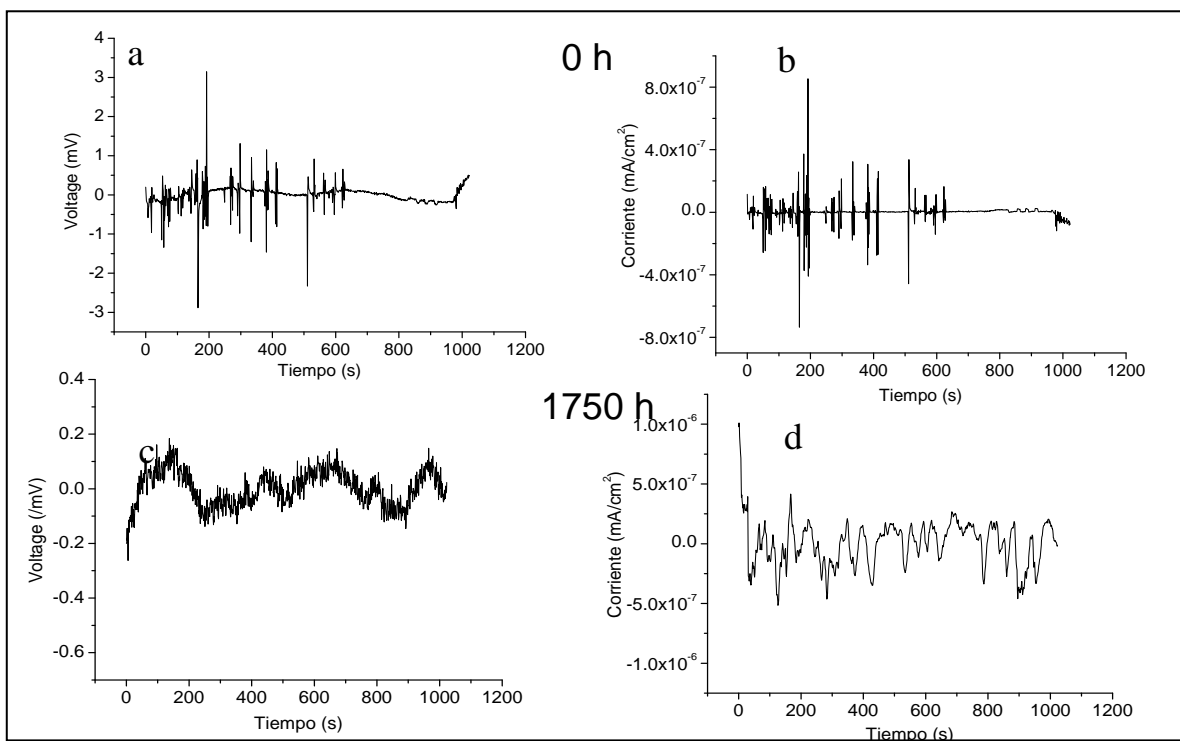 0 h
a
Voltage (mV)
4
3
2
1
0
-1
-2
-3
0 200 400 600 800 1000 1200
Tiempo (s)
b
Corriente (mA/cm²)
8.0x10⁻⁷
4.0x10⁻⁷
0.0
-4.0x10⁻⁷
-8.0x10⁻⁷
0 200 400 600 800 1000 1200
Tiempo (s)
1750 h
c
Voltage (/mV)
0.4
0.2
0.0
-0.2
-0.4
-0.6
0 200 400 600 800 1000 1200
Tiempo (s)
d
Corriente (mA/cm²)
1.0x10⁻⁶
5.0x10⁻⁷
0.0
-5.0x10⁻⁷
-1.0x10⁻⁶
0 200 400 600 800 1000 1200
Tiempo (s)